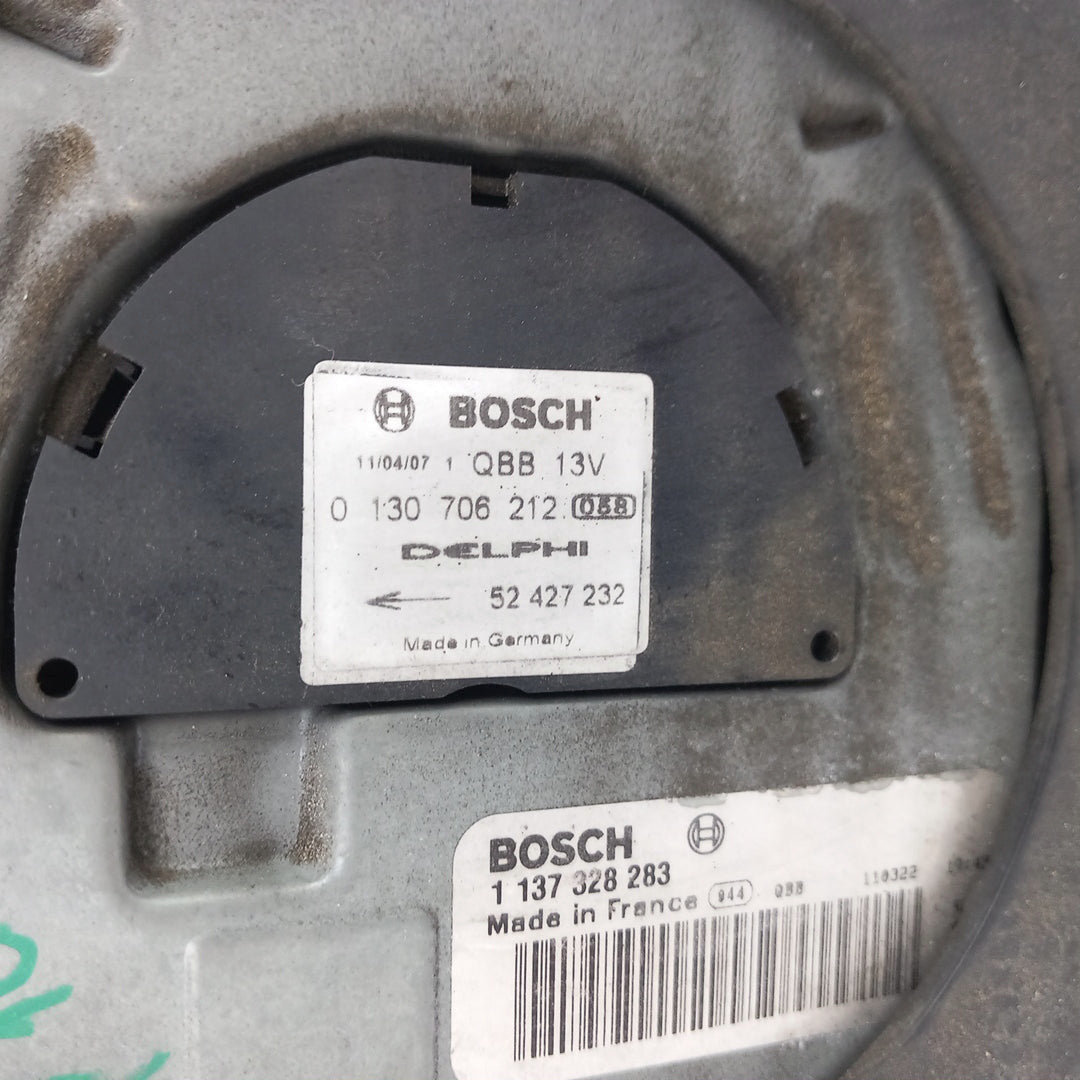 BOSCH
11/04/07 1 QBB 13V
0 130 706 212 058
DELPHI
52 427 232
Made in Germany
BOSCH
1 137 328 283
Made in France 044 QBB 110322